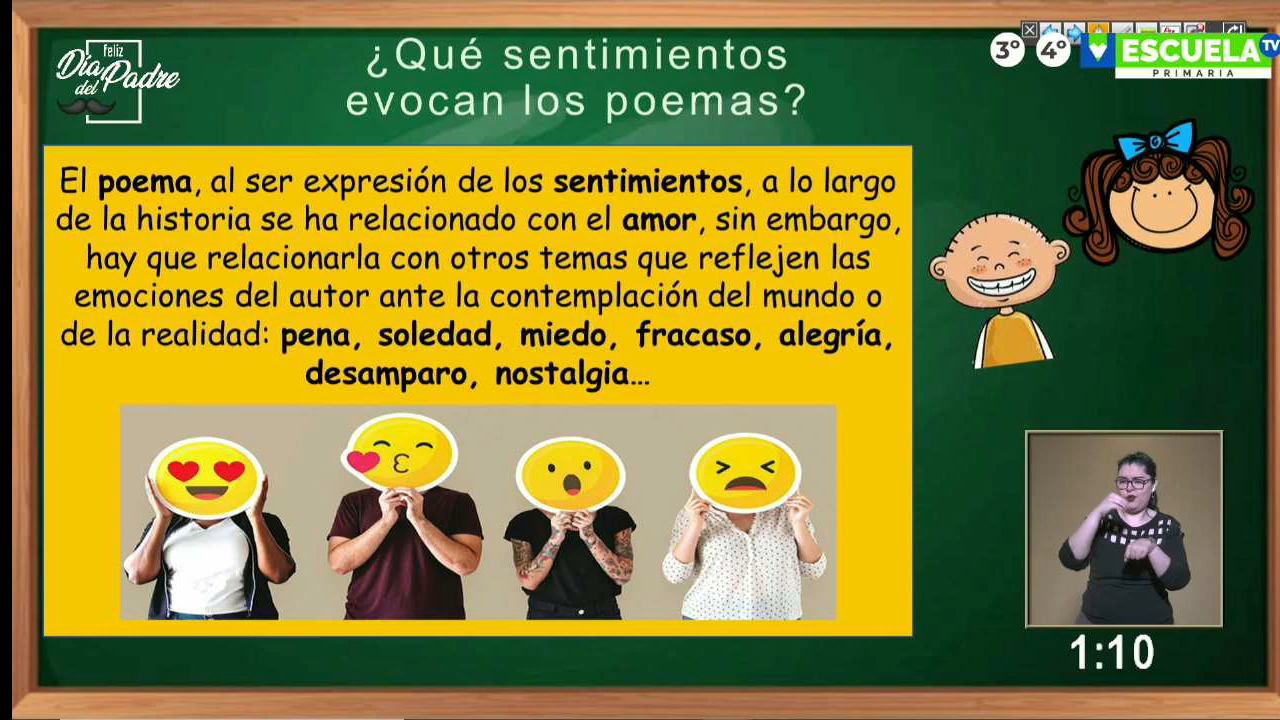 Feliz
Día
del Padre
¿Qué sentimientos
evocan los poemas?
3º 4º ESCUELA TV
PRIMARIA
El poema, al ser expresión de los sentimientos, a lo largo
de la historia se ha relacionado con el amor, sin embargo,
hay que relacionarla con otros temas que reflejen las
emociones del autor ante la contemplación del mundo o
de la realidad: pena, soledad, miedo, fracaso, alegría,
desamparo, nostalgia...
1:10